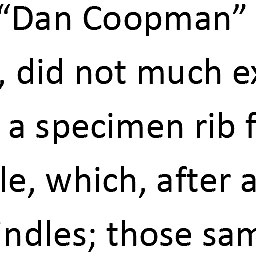 “Dan Coopman”
, did not much ex
a specimen rib f
le, which, after a
indles; those sam